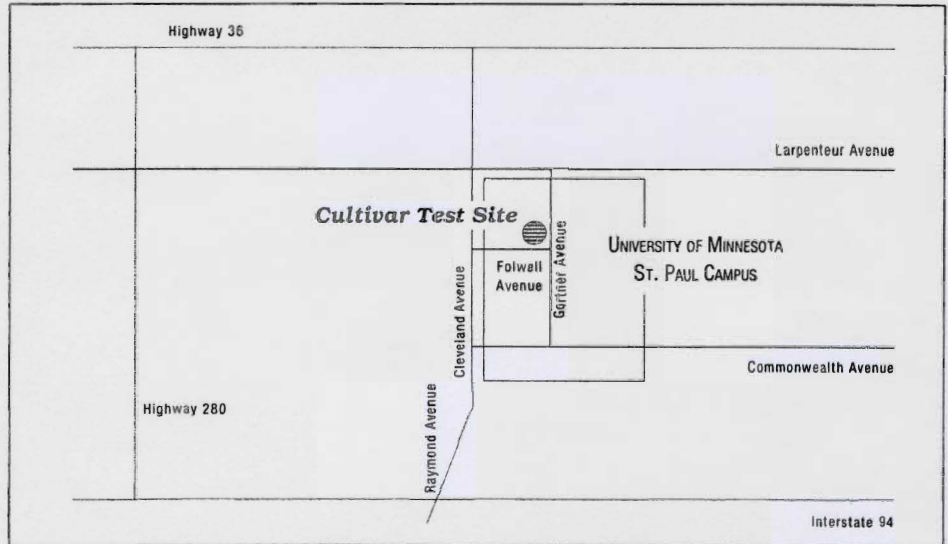 Highway 36
Larpenteur Avenue
Cultivar Test Site
UNIVERSITY OF MINNESOTA
ST. PAUL CAMPUS
Folwell
Avenue
Gortner Avenue
Cleveland Avenue
Commonwealth Avenue
Raymond Avenue
Highway 280
Interstate 94